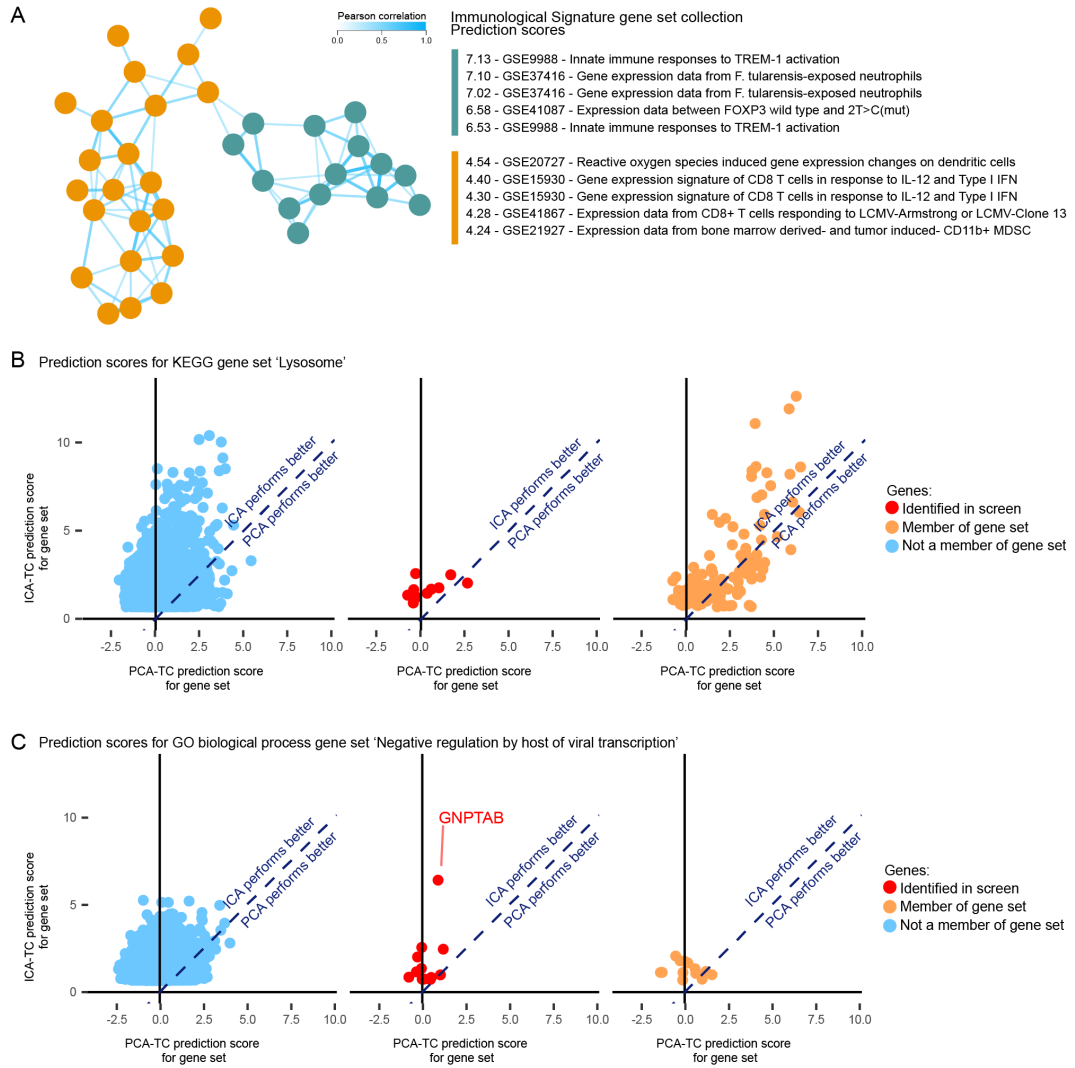 A
Pearson correlation
0.0 1.0
Immunological Signature gene set collection
Prediction scores
7.13 - GSE9988 - Innate immune responses to TREM-1 activation
7.10 - GSE37416 - Gene expression data from F. tularensis-exposed neutrophils
7.02 - GSE37416 - Gene expression data from F. tularensis-exposed neutrophils
6.58 - GSE41087 - Expression data between FOXP3 wild type and 2T>C(mut)
6.53 - GSE9988 - Innate immune responses to TREM-1 activation
4.54 - GSE20727 - Reactive oxygen species induced gene expression changes on dendritic cells
4.40 - GSE15930 - Gene expression signature of CD8 T cells in response to IL-12 and Type I IFN
4.30 - GSE15930 - Gene expression signature of CD8 T cells in response to IL-12 and Type I IFN
4.28 - GSE41867 - Expression data from CD8+ T cells responding to LCMV-Armstrong or LCMV-Clone 13
4.24 - GSE21927 - Expression data from bone marrow derived- and tumor induced- CD11b+ MDSC
B Prediction scores for KEGG gene set ‘Lysosome’
ICA-TC prediction score
for gene set
10
5
0
ICA performs better
PCA performs better
-2.5 0.0 2.5 5.0 7.5 10.0
PCA-TC prediction score
for gene set
ICA performs better
PCA performs better
-2.5 0.0 2.5 5.0 7.5 10.0
PCA-TC prediction score
for gene set
ICA performs better
PCA performs better
-2.5 0.0 2.5 5.0 7.5 10.0
PCA-TC prediction score
for gene set
Genes:
Identified in screen
Member of gene set
Not a member of gene set
C Prediction scores for GO biological process gene set ‘Negative regulation by host of viral transcription’
ICA-TC prediction score
for gene set
10
5
0
ICA performs better
PCA performs better
-2.5 0.0 2.5 5.0 7.5 10.0
PCA-TC prediction score
for gene set
GNPTAB
ICA performs better
PCA performs better
-2.5 0.0 2.5 5.0 7.5 10.0
PCA-TC prediction score
for gene set
ICA performs better
PCA performs better
-2.5 0.0 2.5 5.0 7.5 10.0
PCA-TC prediction score
for gene set
Genes:
Identified in screen
Member of gene set
Not a member of gene set